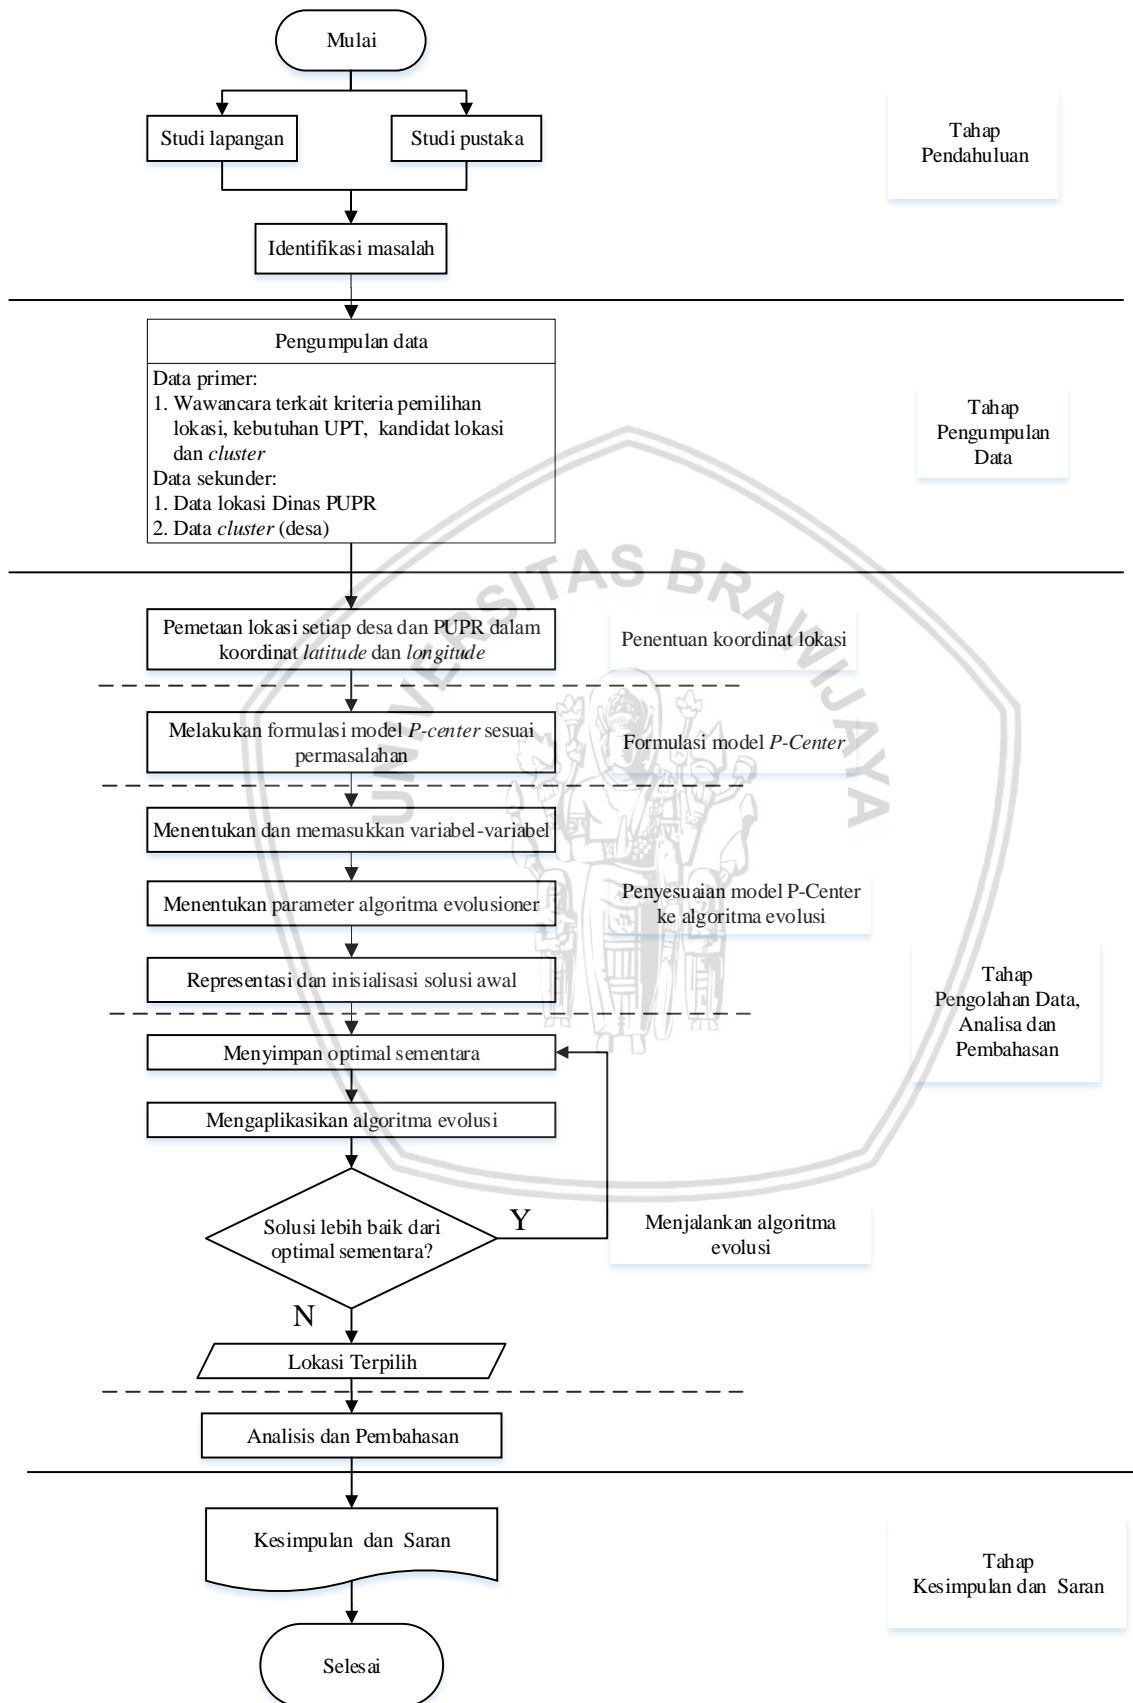 Mulai
Studi lapangan
Studi pustaka
Tahap
Pendahuluan
Identifikasi masalah
Pengumpulan data
Data primer:
1. Wawancara terkait kriteria pemilihan
lokasi, kebutuhan UPT, kandidat lokasi
dan cluster
Data sekunder:
1. Data lokasi Dinas PUPR
2. Data cluster (desa)
Tahap
Pengumpulan
Data
UNIVERSITAS BRAWIJAYA
Pemetaan lokasi setiap desa dan PUPR dalam
koordinat latitude dan longitude
Penentuan koordinat lokasi
Melakukan formulasi model P-center sesuai
permasalahan
Formulasi model P-Center
Menentukan dan memasukkan variabel-variabel
Menentukan parameter algoritma evolusioner
Penyesuaian model P-Center
ke algoritma evolusi
Representasi dan inisialisasi solusi awal
Tahap
Pengolahan Data,
Analisa dan
Pembahasan
Menyimpan optimal sementara
Mengaplikasikan algoritma evolusi
Solusi lebih baik dari
optimal sementara?
Y
Menjalankan algoritma
evolusi
N
Lokasi Terpilih
Analisis dan Pembahasan
Kesimpulan dan Saran
Tahap
Kesimpulan dan Saran
Selesai